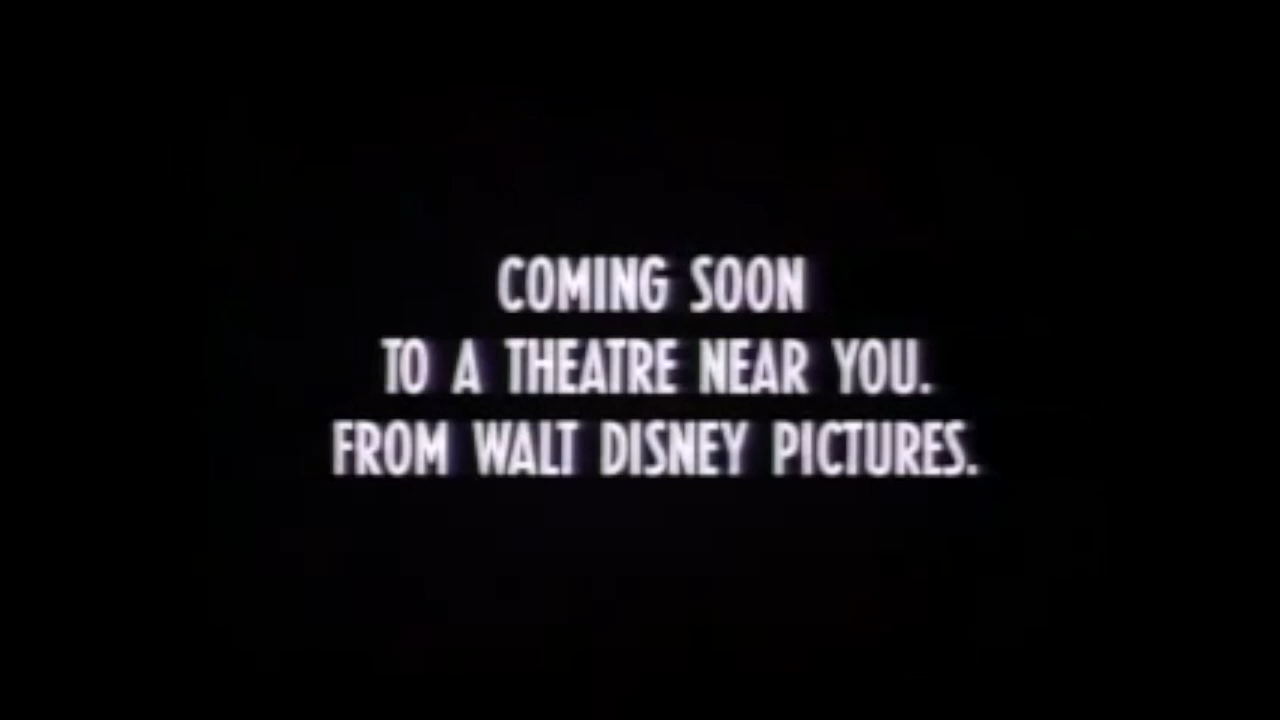 COMING SOON
TO A THEATRE NEAR YOU.
FROM WALT DISNEY PICTURES.